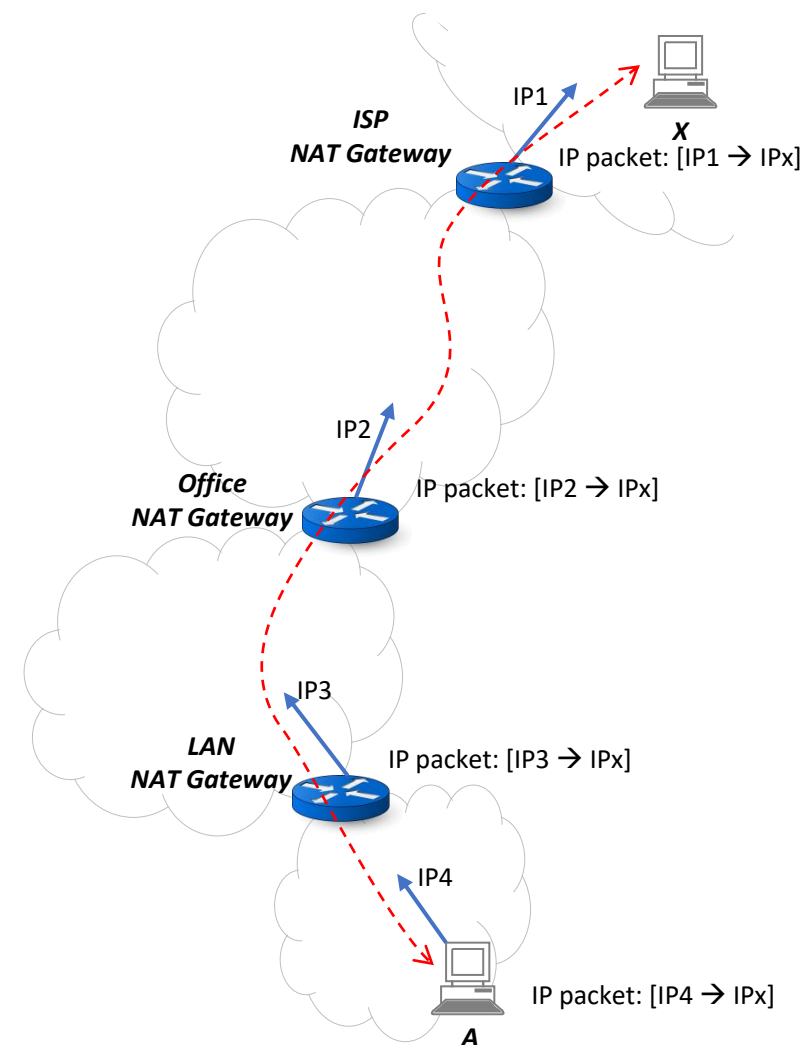 IP1
ISP
NAT Gateway
X
IP packet: [IP1 → IPx]
IP2
Office
NAT Gateway
IP packet: [IP2 → IPx]
IP3
LAN
NAT Gateway
IP packet: [IP3 → IPx]
IP4
IP packet: [IP4 → IPx]
A